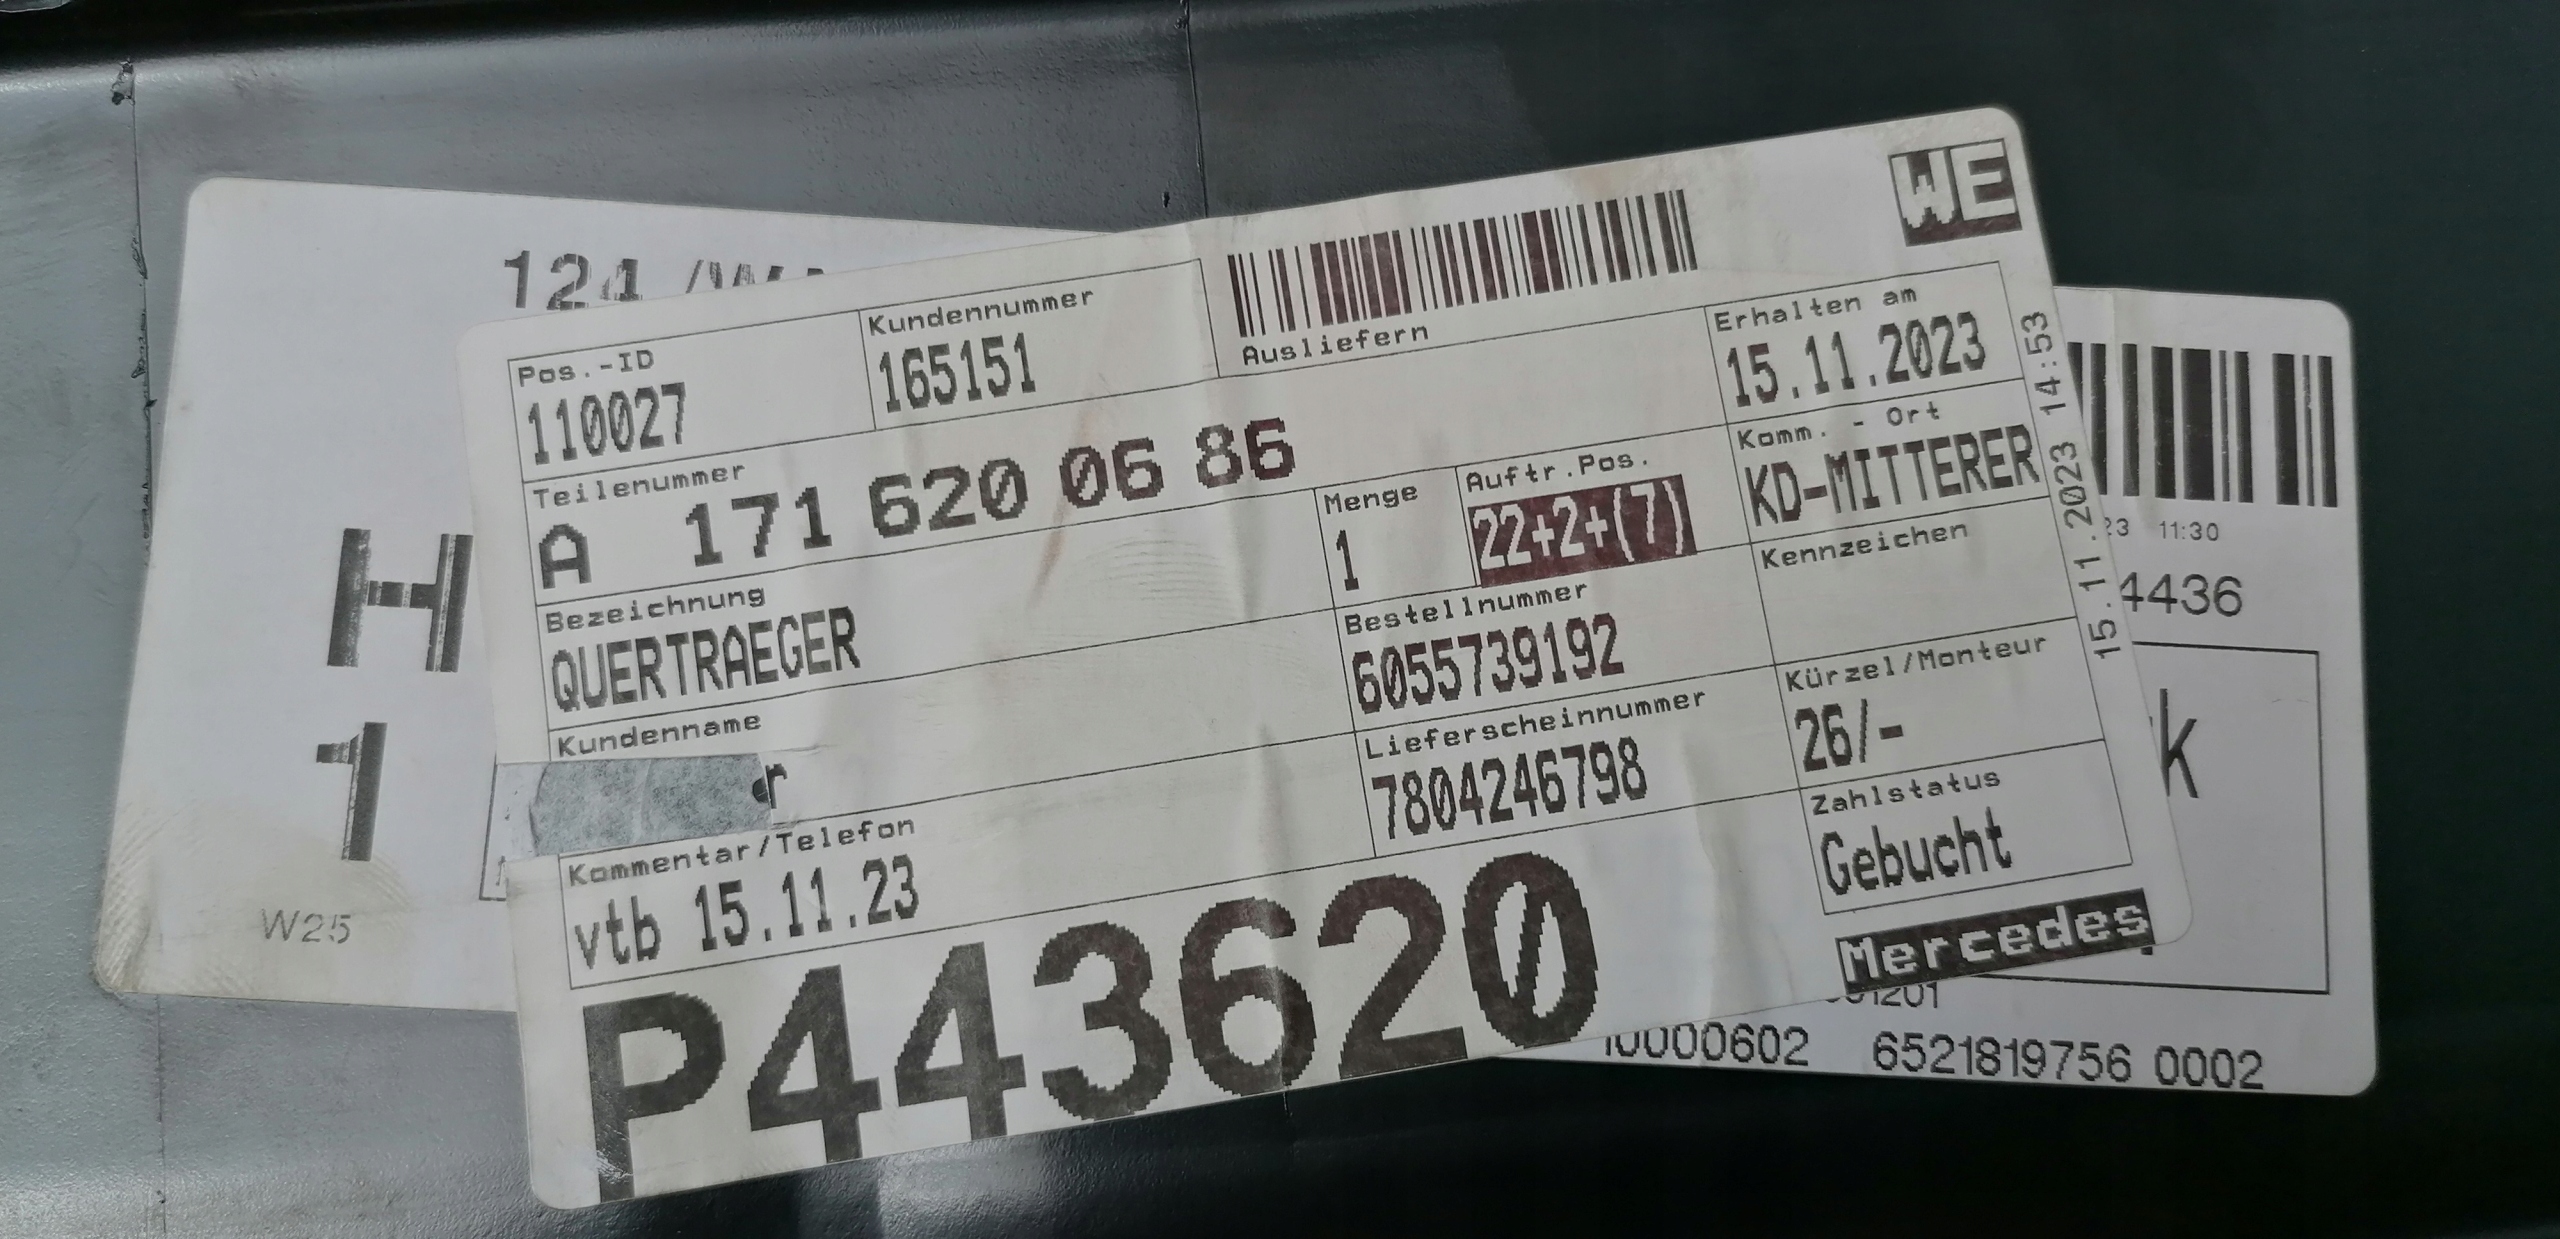 124
WE
Pos.-ID
110027
Kundennummer
165151
Ausliefern
Erhalten am
15.11.2023
Teilenummer
A 171 620 06 86
Menge
1
Auftr.Pos.
22+2+(7)
Komm. - Ort
KD-MITTERER
Bezeichnung
QUERTRAEGER
Bestellnummer
6055739192
Kennzeichen
Kundenname
r
Lieferscheinnummer
7804246798
Kürzel/Monteur
26/-
Kommentar/Telefon
vtb 15.11.23
Zahlstatus
Gebucht
P443620
Mercedes
15.11.2023 14:53
H
1
W25
23 11:30
4436
k
6521819756 0002